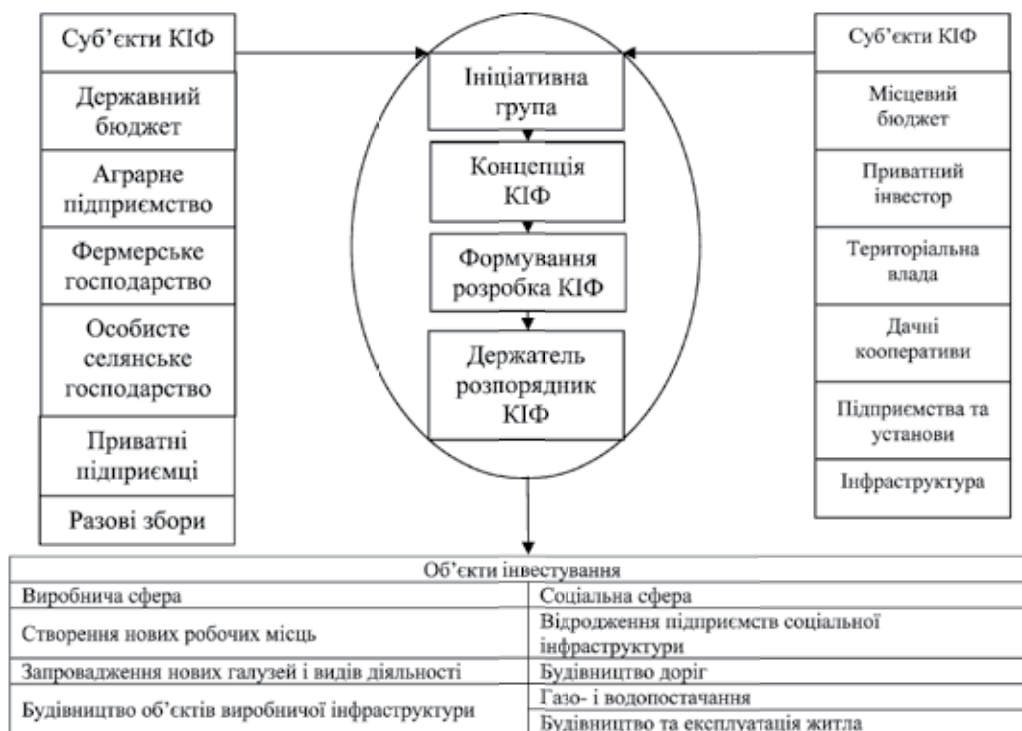 Суб’єкти КІФ
Державний
бюджет
Аграрне
підприємство
Фермерське
господарство
Особисте
селянське
господарство
Приватні
підприємці
Разові збори
Ініціативна
група
Концепція
КІФ
Формування
розробка КІФ
Держатель
розпорядник
КІФ
Суб’єкти КІФ
Місцевий
бюджет
Приватний
інвестор
Територіальна
влада
Дачні
кооперативи
Підприємства та
установи
Інфраструктура
Об’єкти інвестування
Виробнича сфера
Соціальна сфера
Створення нових робочих місць
Відродження підприємств соціальної
інфраструктури
Запровадження нових галузей і видів діяльності
Будівництво доріг
Будівництво об’єктів виробничої інфраструктури
Газо- і водопостачання
Будівництво та експлуатація житла